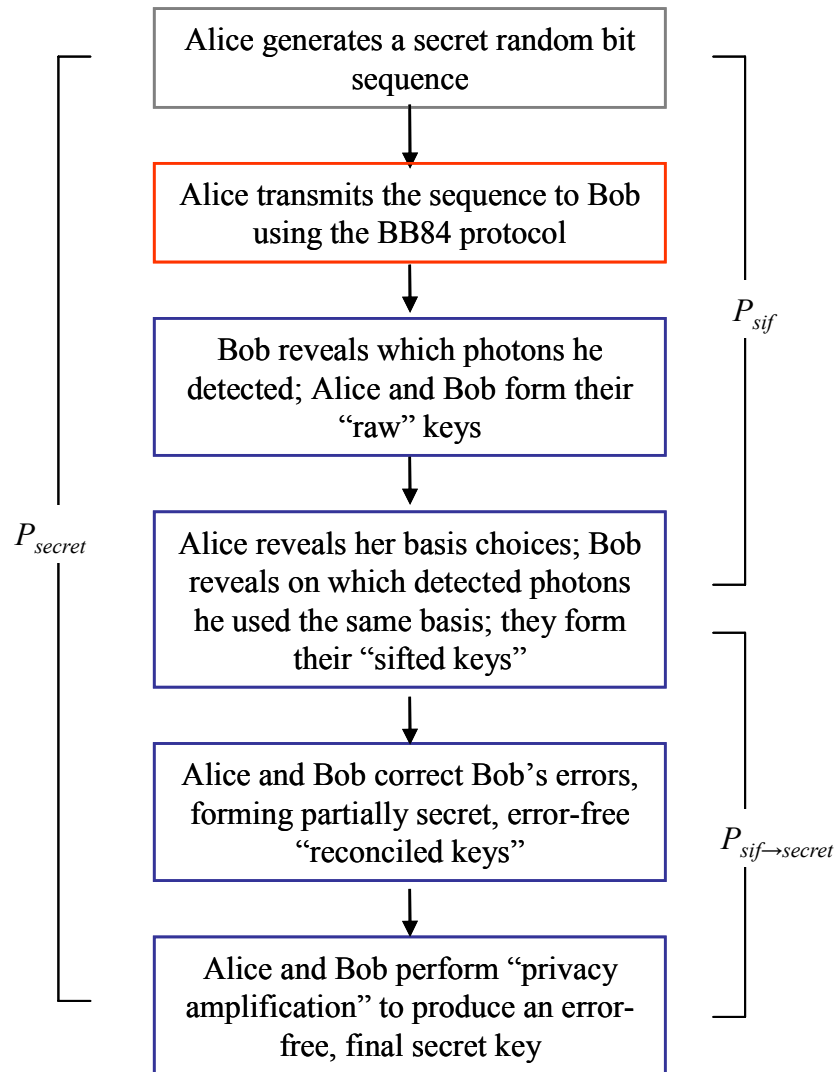 Alice generates a secret random bit
sequence
Alice transmits the sequence to Bob
using the BB84 protocol
Bob reveals which photons he
detected; Alice and Bob form their
“raw” keys
Alice reveals her basis choices; Bob
reveals on which detected photons
he used the same basis; they form
their “sifted keys”
Alice and Bob correct Bob’s errors,
forming partially secret, error-free
“reconciled keys”
Alice and Bob perform “privacy
amplification” to produce an error-
free, final secret key
P_secret
P_sif
P_sif→secret